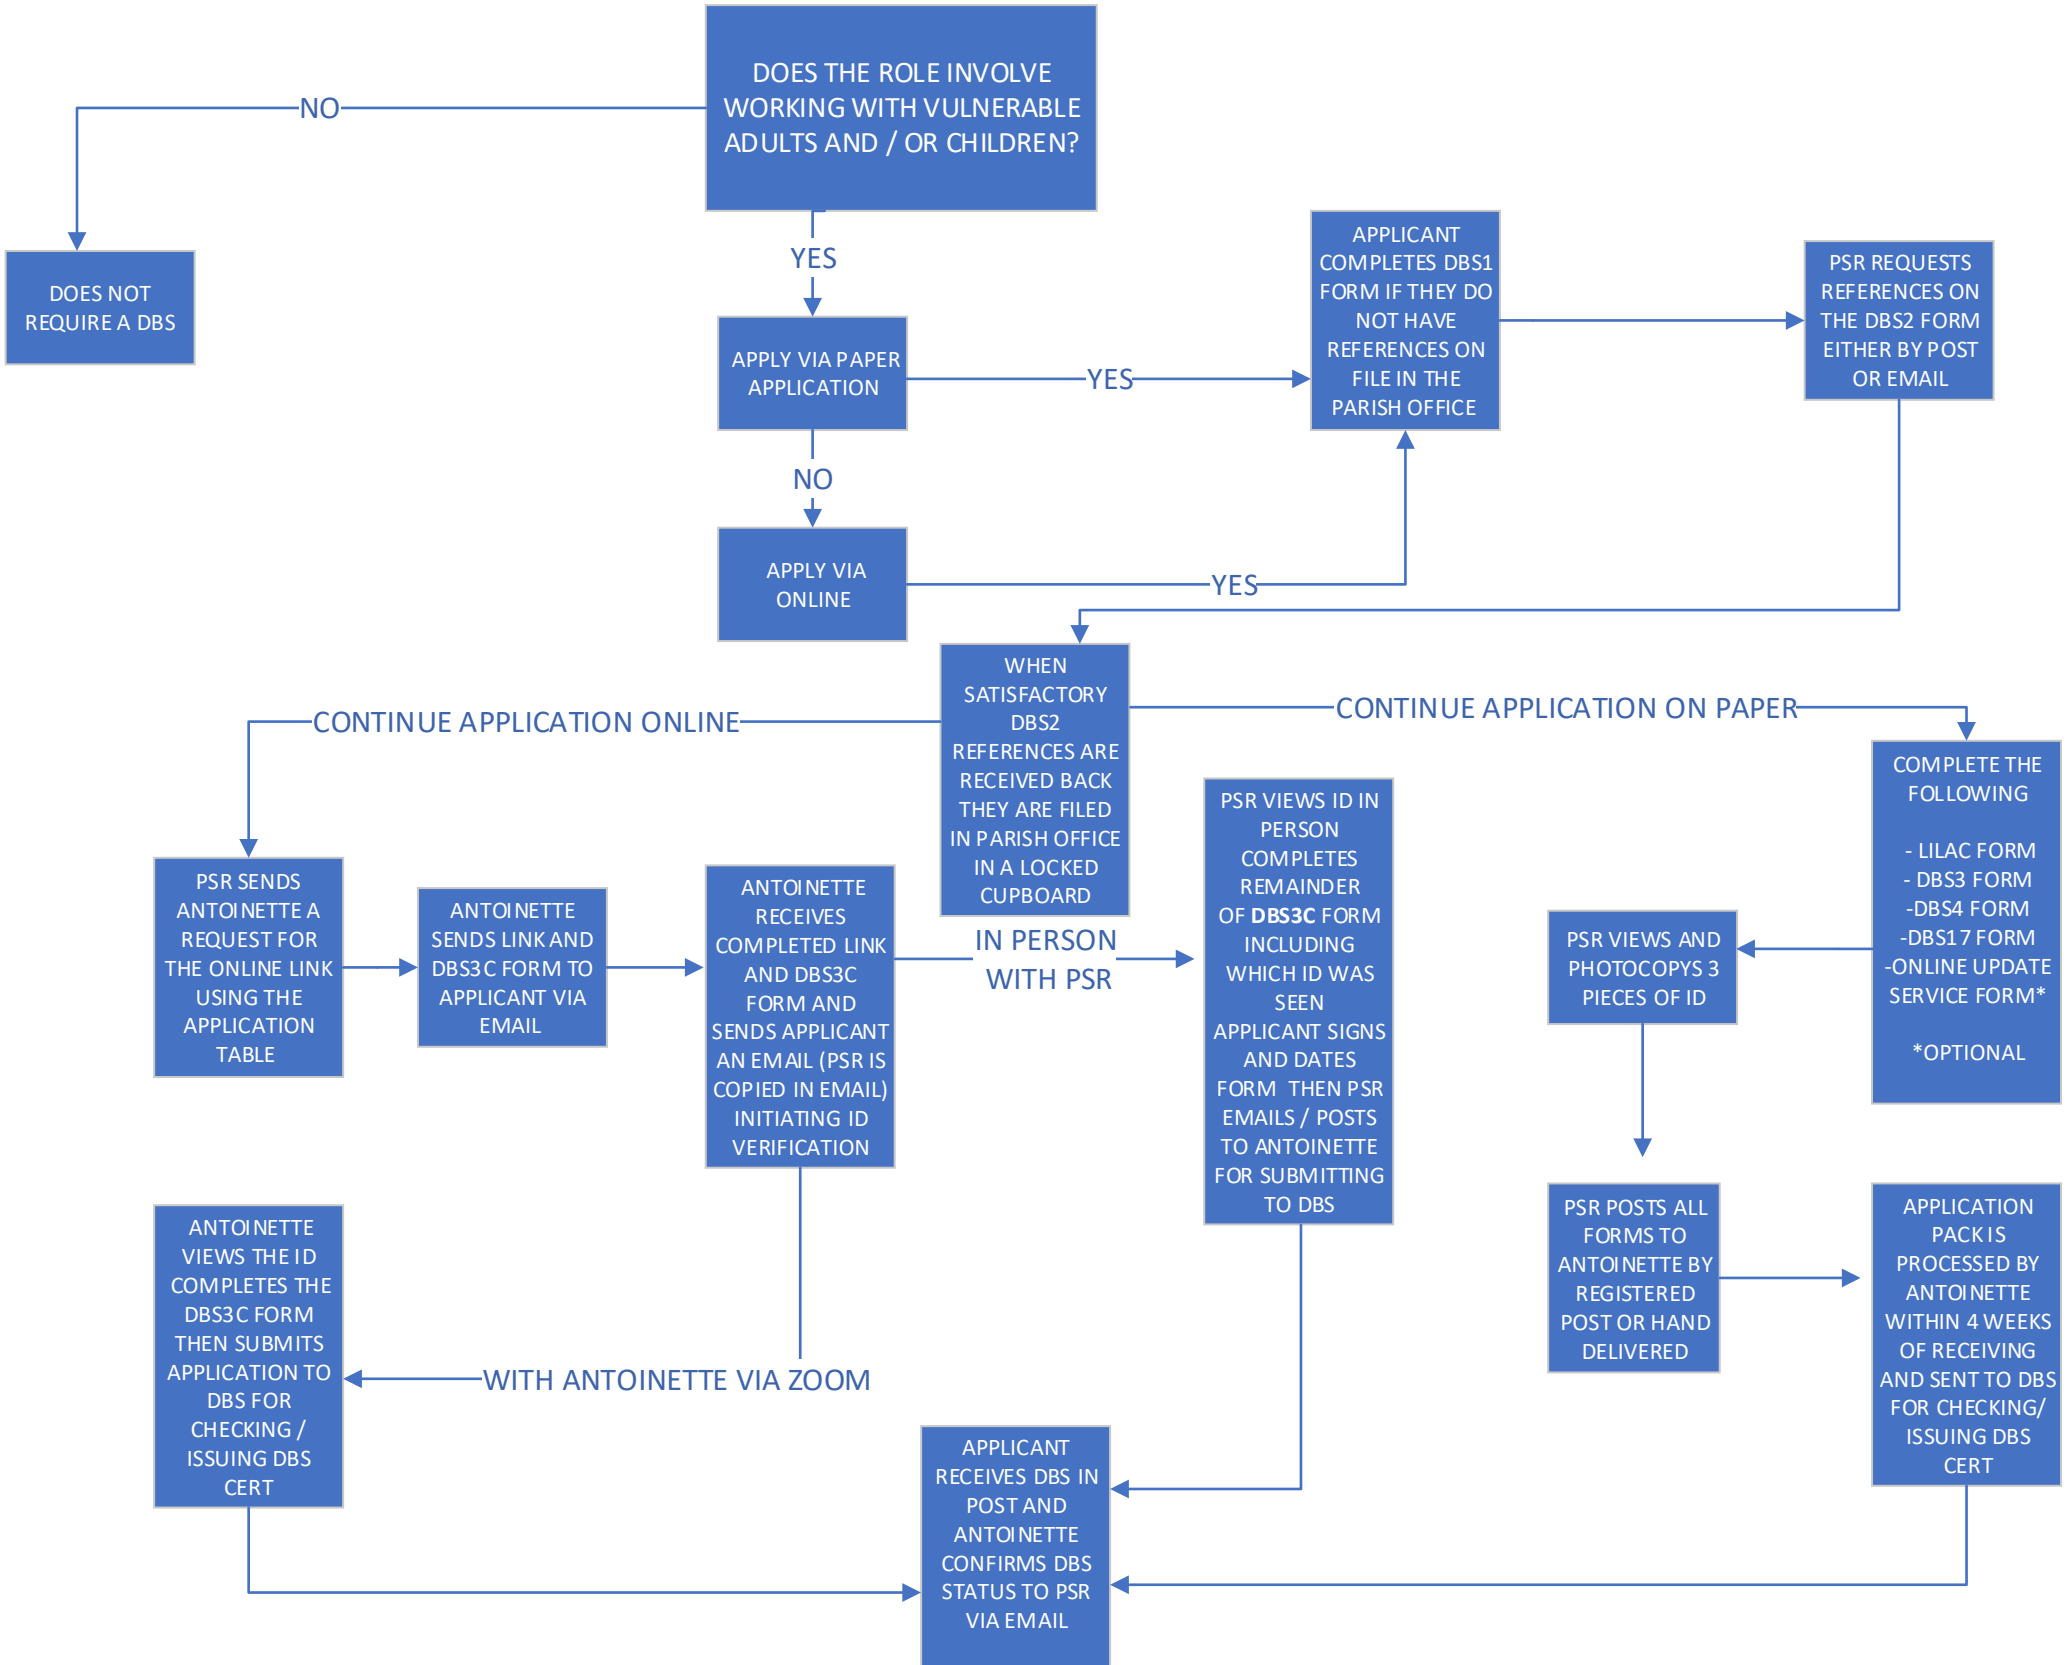 DOES THE ROLE INVOLVE
WORKING WITH VULNERABLE
ADULTS AND / OR CHILDREN?
NO
DOES NOT
REQUIRE A DBS
YES
APPLY VIA PAPER
APPLICATION
YES
APPLICANT
COMPLETES DBS1
FORM IF THEY DO
NOT HAVE
REFERENCES ON
FILE IN THE
PARISH OFFICE
PSR REQUESTS
REFERENCES ON
THE DBS2 FORM
EITHER BY POST
OR EMAIL
NO
APPLY VIA
ONLINE
YES
WHEN
SATISFACTORY
DBS2
REFERENCES ARE
RECEIVED BACK
THEY ARE FILED
IN PARISH OFFICE
IN A LOCKED
CUPBOARD
CONTINUE APPLICATION ONLINE
PSR SENDS
ANTOINETTE A
REQUEST FOR
THE ONLINE LINK
USING THE
APPLICATION
TABLE
ANTOINETTE
SENDS LINK AND
DBS3C FORM TO
APPLICANT VIA
EMAIL
ANTOINETTE
RECEIVES
COMPLETED LINK
AND DBS3C
FORM AND
SENDS APPLICANT
AN EMAIL (PSR IS
COPIED IN EMAIL)
INITIATING ID
VERIFICATION
IN PERSON
WITH PSR
PSR VIEWS ID IN
PERSON
COMPLETES
REMAINDER
OF DBS3C FORM
INCLUDING
WHICH ID WAS
SEEN
APPLICANT SIGNS
AND DATES
FORM THEN PSR
EMAILS / POSTS
TO ANTOINETTE
FOR SUBMITTING
TO DBS
WITH ANTOINETTE VIA ZOOM
ANTOINETTE
VIEWS THE ID
COMPLETES THE
DBS3C FORM
THEN SUBMITS
APPLICATION TO
DBS FOR
CHECKING /
ISSUING DBS
CERT
CONTINUE APPLICATION ON PAPER
COMPLETE THE
FOLLOWING
- LILAC FORM
- DBS3 FORM
-DBS4 FORM
-DBS17 FORM
-ONLINE UPDATE
SERVICE FORM*
*OPTIONAL
PSR VIEWS AND
PHOTOCOPYS 3
PIECES OF ID
PSR POSTS ALL
FORMS TO
ANTOINETTE BY
REGISTERED
POST OR HAND
DELIVERED
APPLICATION
PACK IS
PROCESSED BY
ANTOINETTE
WITHIN 4 WEEKS
OF RECEIVING
AND SENT TO DBS
FOR CHECKING/
ISSUING DBS
CERT
APPLICANT
RECEIVES DBS IN
POST AND
ANTOINETTE
CONFIRMS DBS
STATUS TO PSR
VIA EMAIL